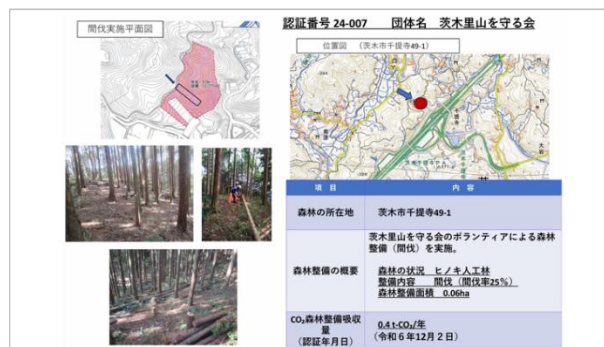 認証番号 24-007　団体名　茨木里山を守る会
間伐実施平面図
位置図　（茨木市千提寺49-1）
項目　内容
森林の所在地　茨木市千提寺49-1
森林整備の概要
茨木里山を守る会のボランティアによる森林
整備（間伐）を実施。
森林の状況　ヒノキ人工林
整備内容　間伐（間伐率25%）
森林整備面積　0.06ha
CO₂森林整備吸収
量
（認証年月日）
0.4 t-CO₂/年
（令和６年12月２日）